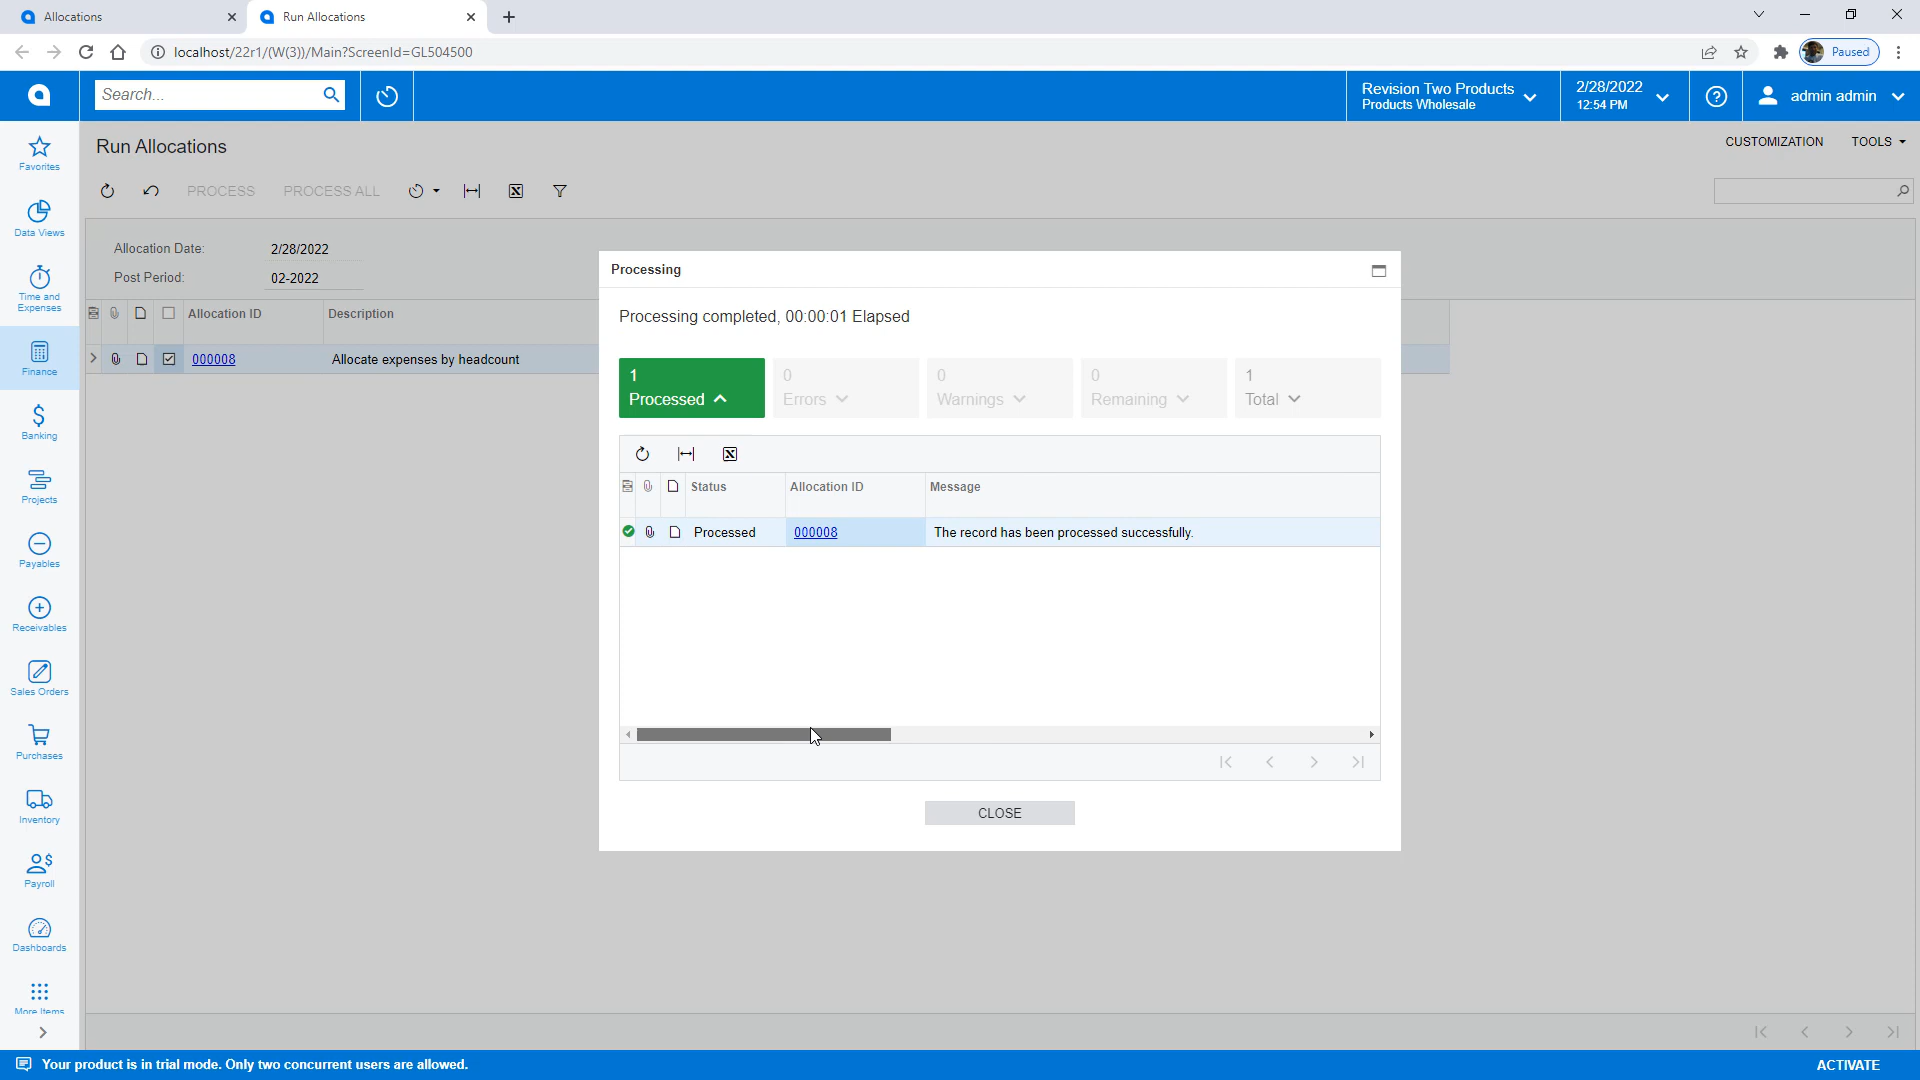 Allocations
Run Allocations
localhost/22r1/(W(3))/Main?ScreenId=GL504500
Paused
Search...
Revision Two Products
Products Wholesale
2/28/2022
12:54 PM
admin admin
Favorites
Data Views
Time and
Expenses
Finance
Banking
Projects
Payables
Receivables
Sales Orders
Purchases
Inventory
Payroll
Dashboards
More Items
Run Allocations
CUSTOMIZATION
TOOLS
PROCESS
PROCESS ALL
Allocation Date:
2/28/2022
Post Period:
02-2022
Allocation ID
Description
000008
Allocate expenses by headcount
Processing
Processing completed, 00:00:01 Elapsed
1
Processed
0
Errors
0
Warnings
0
Remaining
1
Total
Status
Allocation ID
Message
Processed
000008
The record has been processed successfully.
CLOSE
Your product is in trial mode. Only two concurrent users are allowed.
ACTIVATE